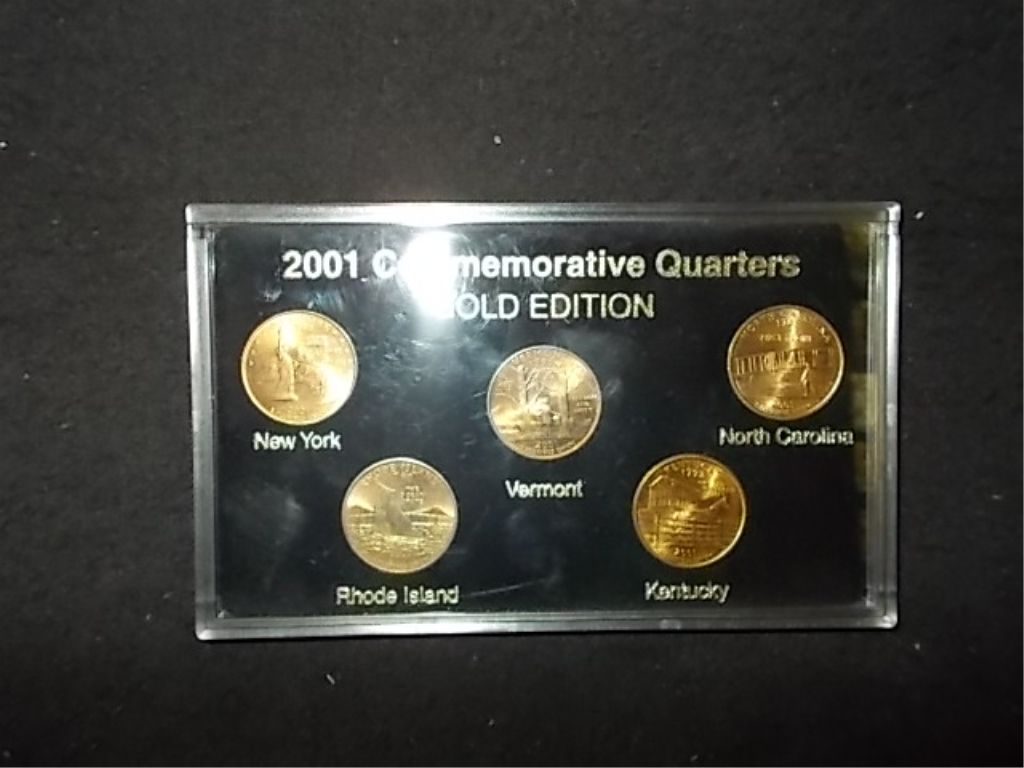 2001 Commemorative Quarters
GOLD EDITION
New York
North Carolina
Vermont
Rhode Island
Kentucky